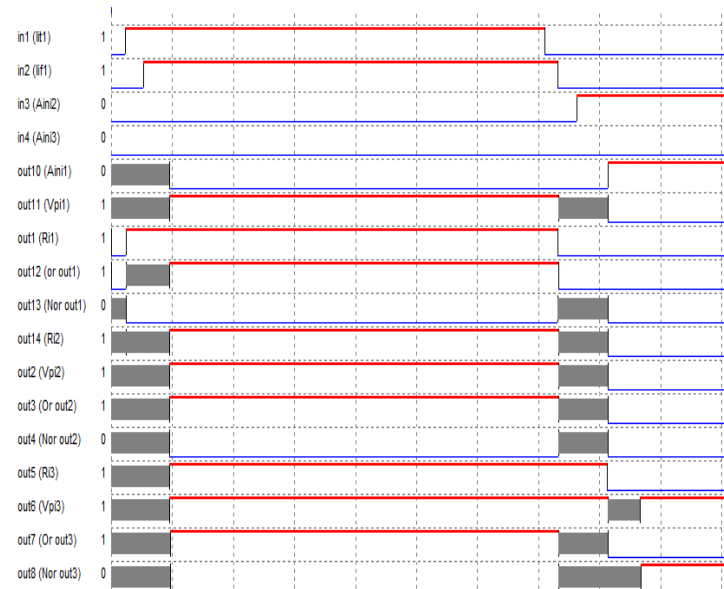 in1 (Iit1) 1
in2 (Iif1) 1
in3 (Aini2) 0
in4 (Aini3) 0
out10 (Aini1) 0
out11 (Vpi1) 1
out1 (Ri1) 1
out12 (or out1) 1
out13 (Nor out1) 0
out14 (Ri2) 1
out2 (Vpi2) 1
out3 (Or out2) 1
out4 (Nor out2) 0
out5 (Ri3) 1
out6 (Vpi3) 1
out7 (Or out3) 1
out8 (Nor out3) 0